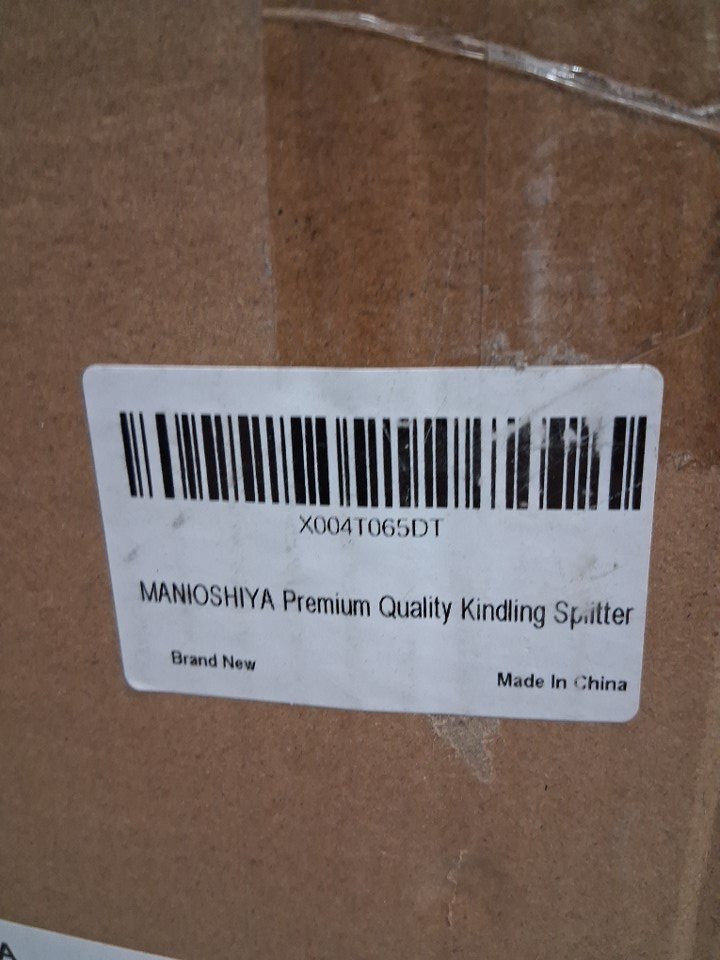 X004T065DT
MANIOSHIYA Premium Quality Kindling Splitter
Brand New
Made In China
A